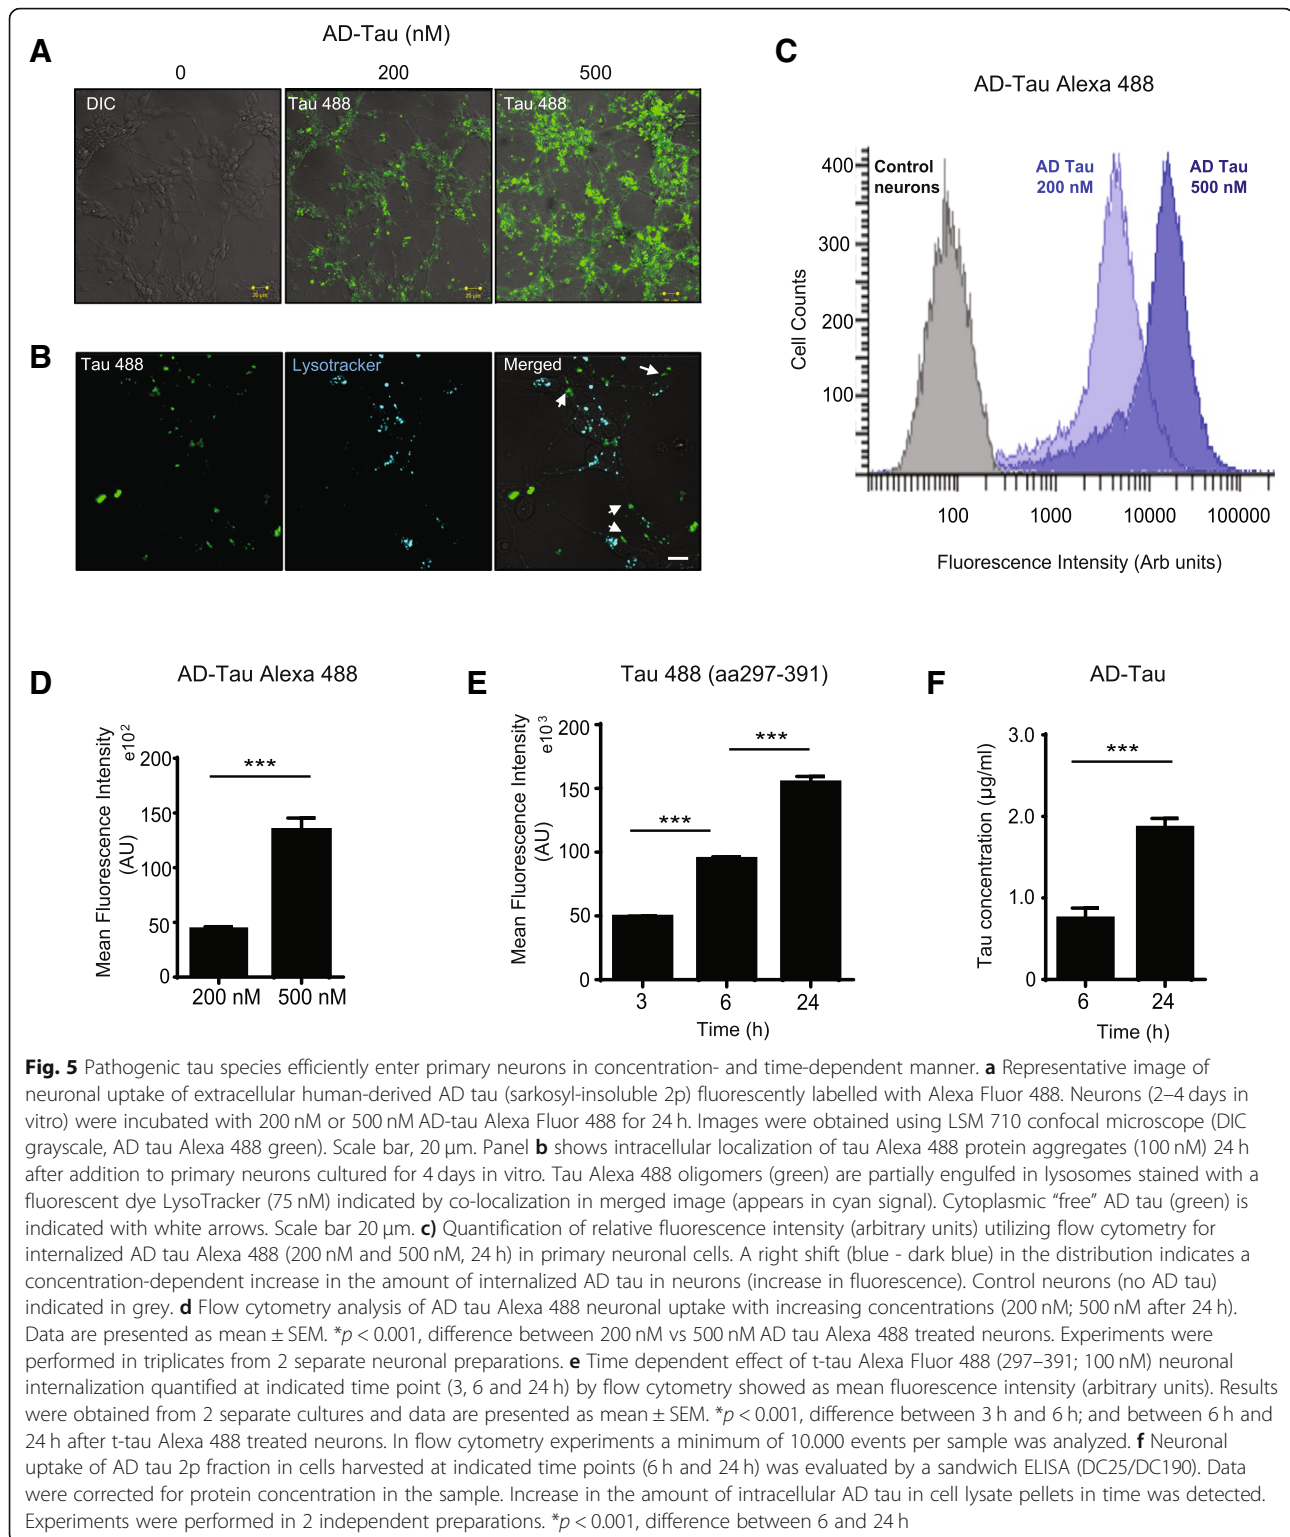 A
AD-Tau (nM)
0
200
500
DIC
Tau 488
Tau 488
B
Tau 488
Lysotracker
Merged
C
AD-Tau Alexa 488
Cell Counts
400
300
200
100
Control
neurons
AD Tau
200 nM
AD Tau
500 nM
100
1000
10000
100000
Fluorescence Intensity (Arb units)
D
AD-Tau Alexa 488
Mean Fluorescence Intensity
(AU)
e10²
200
150
100
50
0
200 nM
500 nM
***
E
Tau 488 (aa297-391)
Mean Fluorescence Intensity
(AU)
e10³
200
150
100
50
0
***
***
3
6
24
Time (h)
F
AD-Tau
Tau concentration (µg/ml)
3.0
2.0
1.0
0
***
6
24
Time (h)
Fig. 5 Pathogenic tau species efficiently enter primary neurons in concentration- and time-dependent manner. a Representative image of
neuronal uptake of extracellular human-derived AD tau (sarkosyl-insoluble 2p) fluorescently labelled with Alexa Fluor 488. Neurons (2–4 days in
vitro) were incubated with 200 nM or 500 nM AD-tau Alexa Fluor 488 for 24 h. Images were obtained using LSM 710 confocal microscope (DIC
grayscale, AD tau Alexa 488 green). Scale bar, 20 µm. Panel b shows intracellular localization of tau Alexa 488 protein aggregates (100 nM) 24 h
after addition to primary neurons cultured for 4 days in vitro. Tau Alexa 488 oligomers (green) are partially engulfed in lysosomes stained with a
fluorescent dye LysoTracker (75 nM) indicated by co-localization in merged image (appears in cyan signal). Cytoplasmic “free” AD tau (green) is
indicated with white arrows. Scale bar 20 µm. c) Quantification of relative fluorescence intensity (arbitrary units) utilizing flow cytometry for
internalized AD tau Alexa 488 (200 nM and 500 nM, 24 h) in primary neuronal cells. A right shift (blue - dark blue) in the distribution indicates a
concentration-dependent increase in the amount of internalized AD tau in neurons (increase in fluorescence). Control neurons (no AD tau)
indicated in grey. d Flow cytometry analysis of AD tau Alexa 488 neuronal uptake with increasing concentrations (200 nM; 500 nM after 24 h).
Data are presented as mean ± SEM. *p < 0.001, difference between 200 nM vs 500 nM AD tau Alexa 488 treated neurons. Experiments were
performed in triplicates from 2 separate neuronal preparations. e Time dependent effect of t-tau Alexa Fluor 488 (297–391; 100 nM) neuronal
internalization quantified at indicated time point (3, 6 and 24 h) by flow cytometry showed as mean fluorescence intensity (arbitrary units). Results
were obtained from 2 separate cultures and data are presented as mean ± SEM. *p < 0.001, difference between 3 h and 6 h; and between 6 h and
24 h after t-tau Alexa 488 treated neurons. In flow cytometry experiments a minimum of 10.000 events per sample was analyzed. f Neuronal
uptake of AD tau 2p fraction in cells harvested at indicated time points (6 h and 24 h) was evaluated by a sandwich ELISA (DC25/DC190). Data
were corrected for protein concentration in the sample. Increase in the amount of intracellular AD tau in cell lysate pellets in time was detected.
Experiments were performed in 2 independent preparations. *p < 0.001, difference between 6 and 24 h